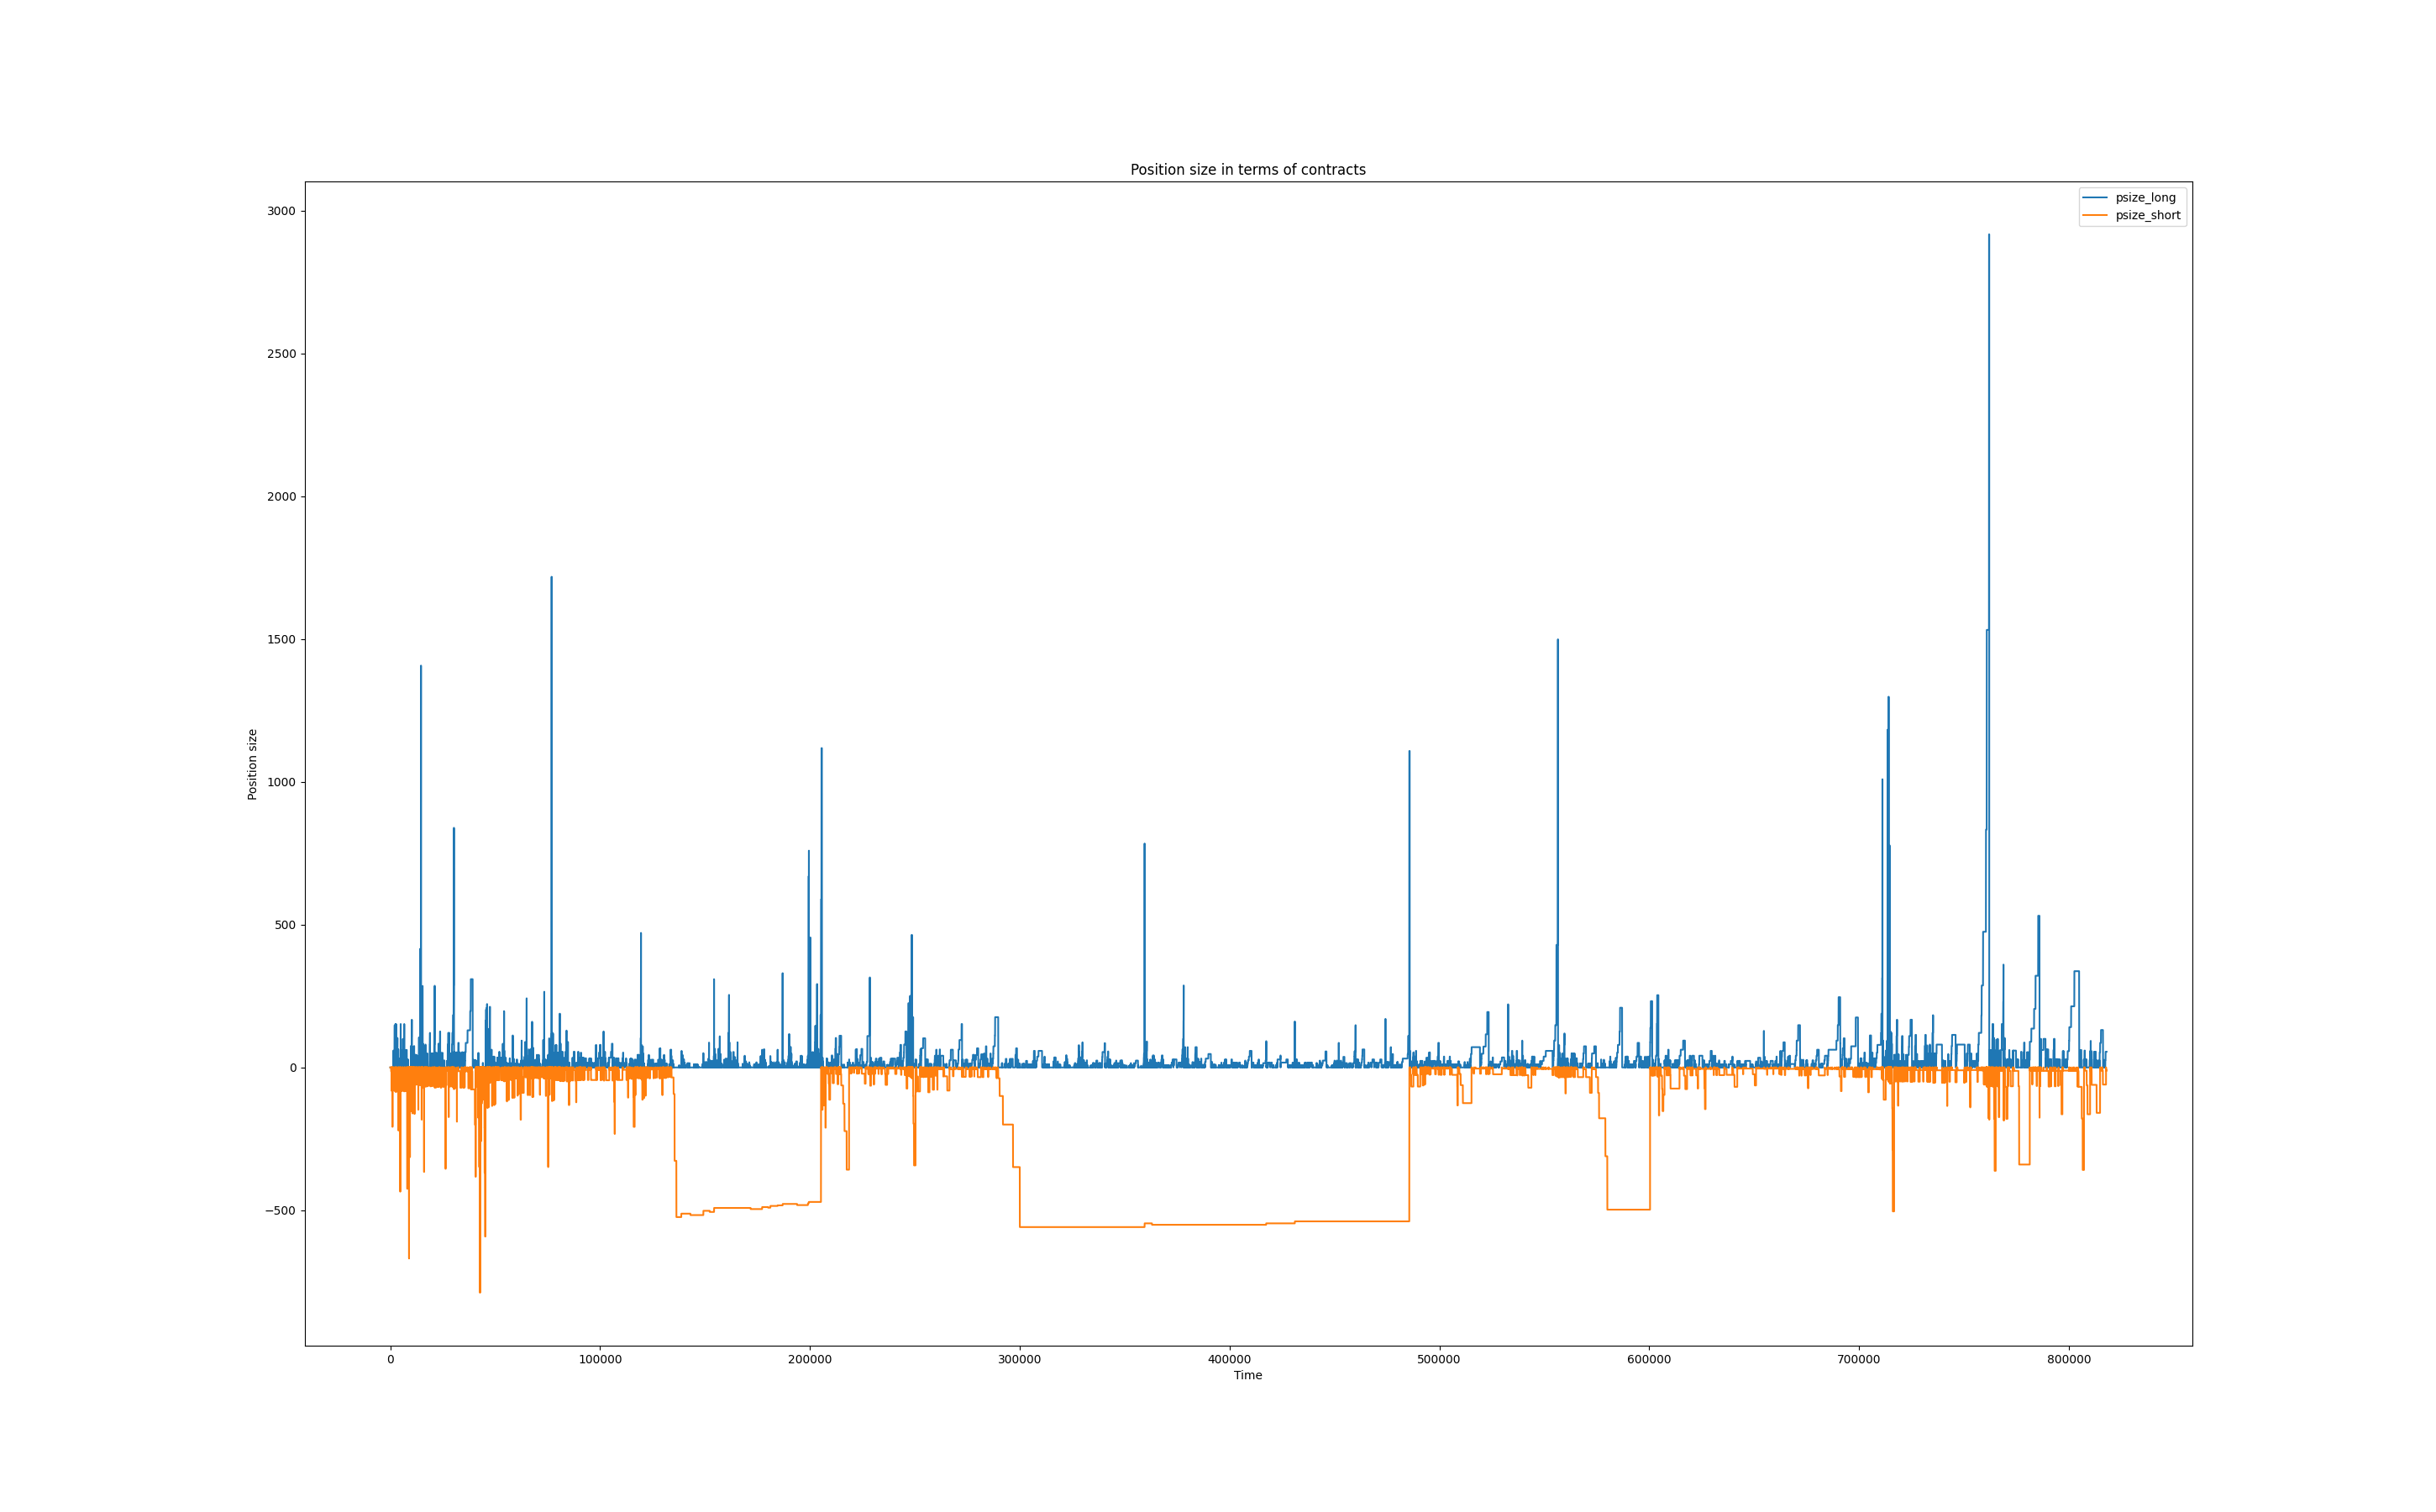 Position size in terms of contracts
psize_long
psize_short
3000
2500
2000
1500
1000
500
0
−500
Position size
0 100000 200000 300000 400000 500000 600000 700000 800000
Time